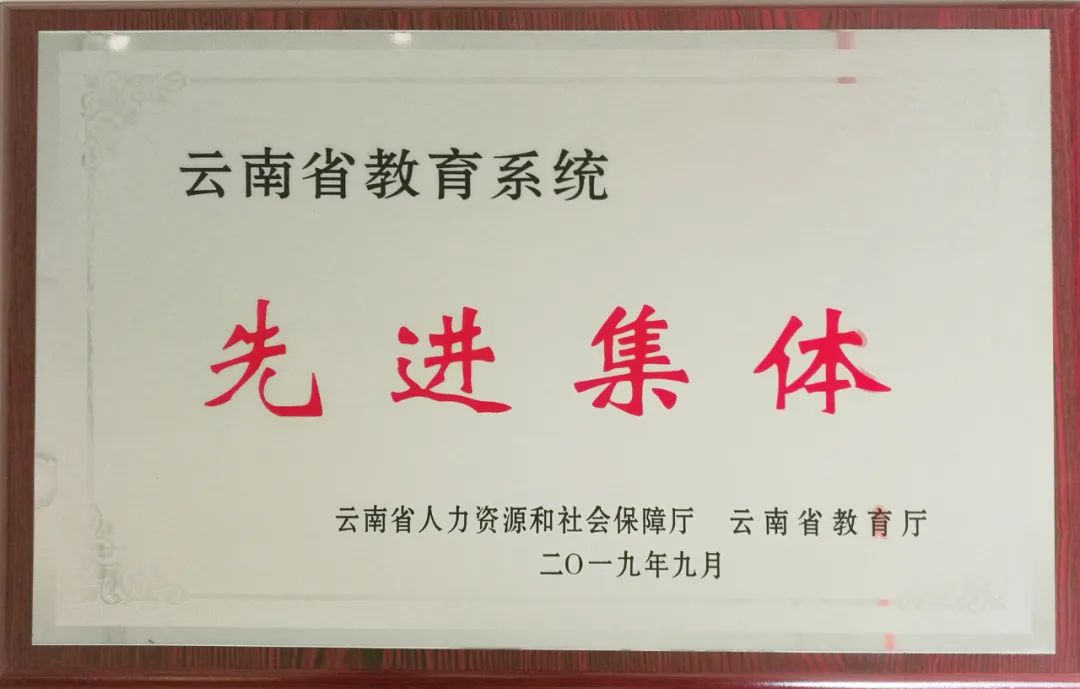 云南省教育系统
先进集体
云南省人力资源和社会保障厅 云南省教育厅
二〇一九年九月